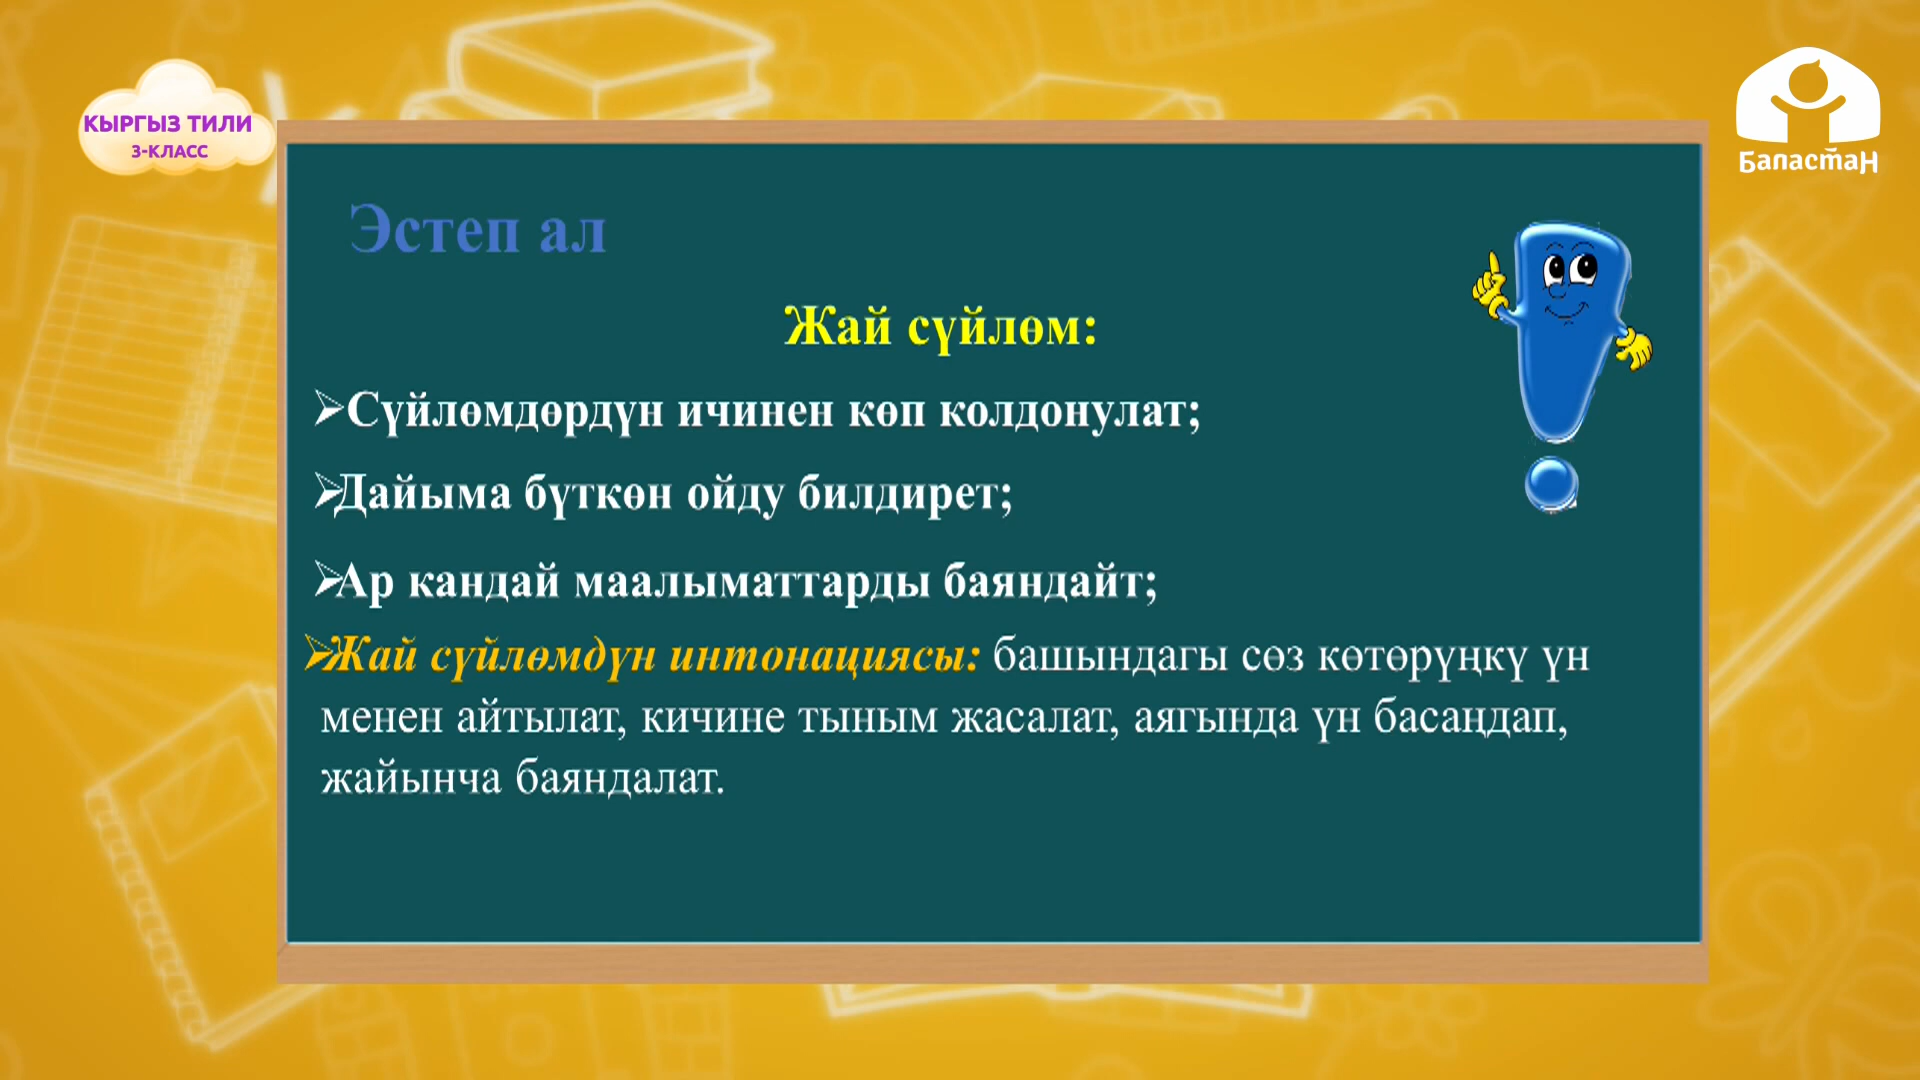 КЫРГЫЗ ТИЛИ
3-КЛАСС
Баластан
Эстеп ал
Жай сүйлөм:
➢Сүйлөмдөрдүн ичинен көп колдонулат;
➢Дайыма бүткөн ойду билдирет;
➢Ар кандай маалыматтарды баяндайт;
➢Жай сүйлөмдүн интонациясы: башындагы сөз көтөрүңкү үн
менен айтылат, кичине тыным жасалат, аягында үн басаңдап,
жайынча баяндалат.